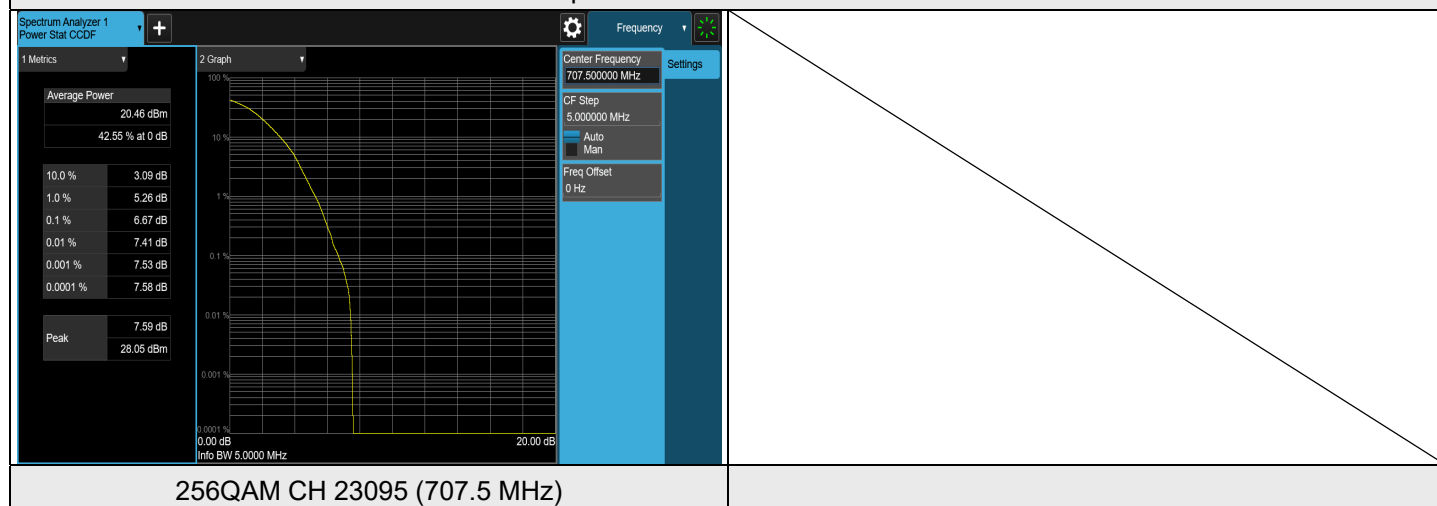 Spectrum Analyzer 1
Power Stat CCDF
+
Frequency
1 Metrics
2 Graph
Center Frequency
707.500000 MHz
Settings
CF Step
5.000000 MHz
Auto
Man
Freq Offset
0 Hz
Average Power
20.46 dBm
42.55 % at 0 dB
10.0 % 3.09 dB
1.0 % 5.26 dB
0.1 % 6.67 dB
0.01 % 7.41 dB
0.001 % 7.53 dB
0.0001 % 7.58 dB
Peak 7.59 dB
28.05 dBm
100 %
10 %
1 %
0.1 %
0.01 %
0.001 %
0.0001 %
0.00 dB 20.00 dB
Info BW 5.0000 MHz
256QAM CH 23095 (707.5 MHz)